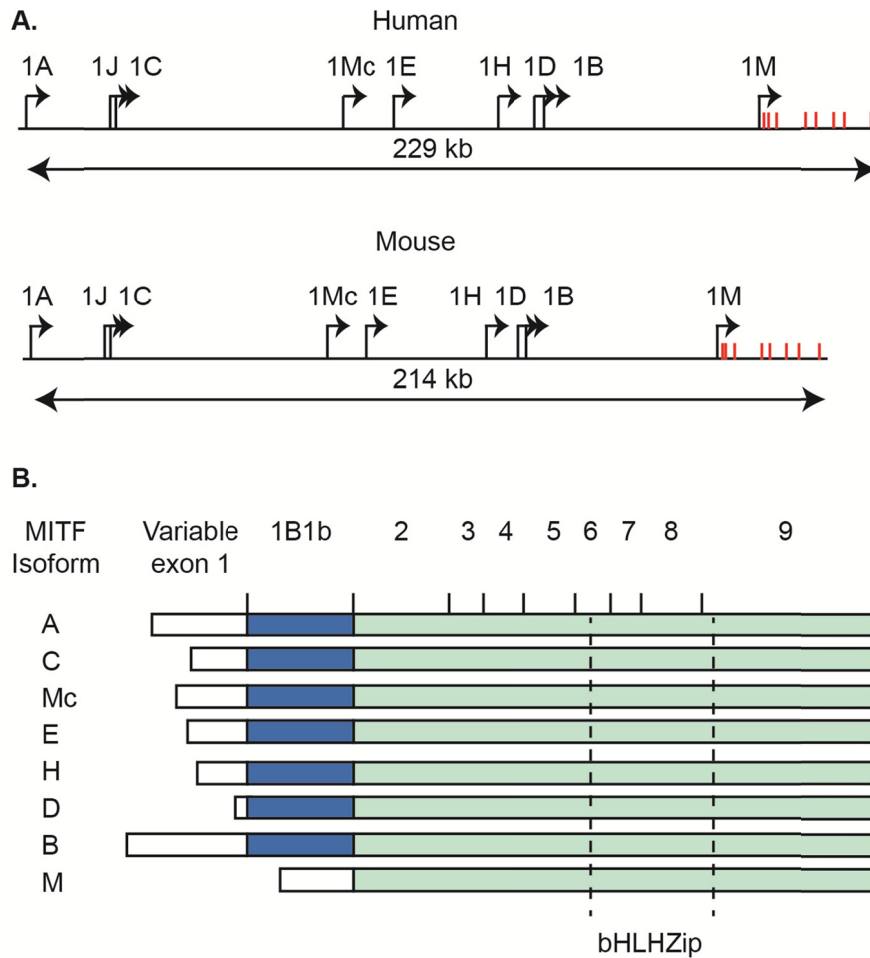 A.
Human
1A 1J 1C 1Mc 1E 1H 1D 1B 1M
229 kb
Mouse
1A 1J 1C 1Mc 1E 1H 1D 1B 1M
214 kb
B.
MITF Variable 1B1b 2 3 4 5 6 7 8 9
Isoform exon 1
A
C
Mc
E
H
D
B
M
bHLHZip